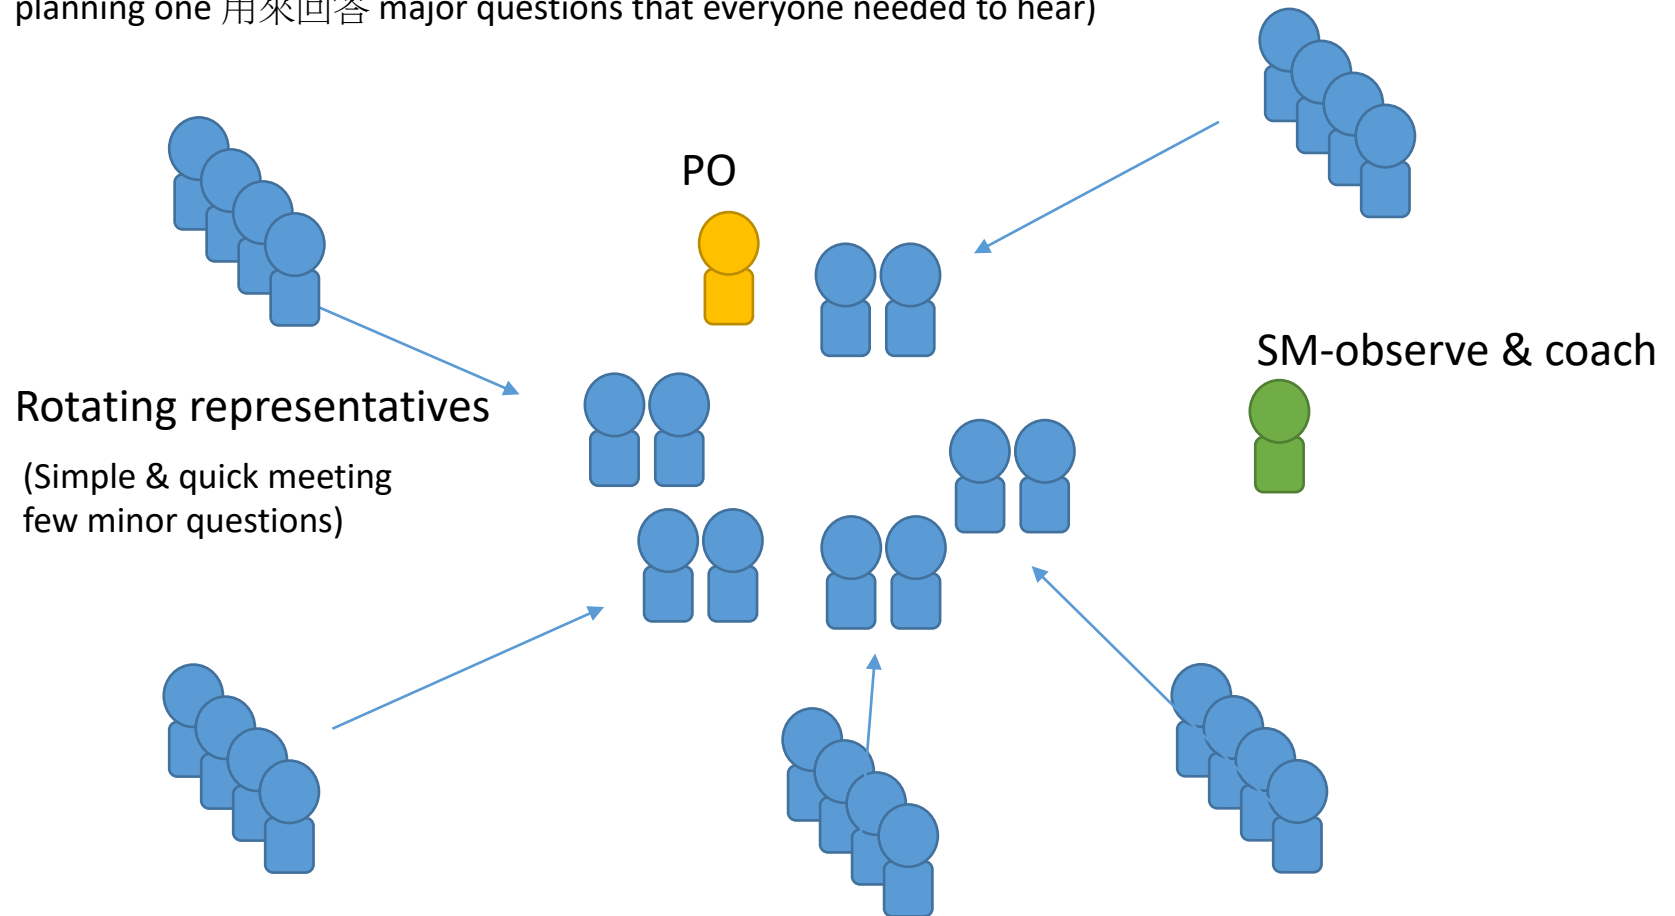 planning one 用來回答 major questions that everyone needed to hear)
PO
SM-observe & coach
Rotating representatives
(Simple & quick meeting
few minor questions)